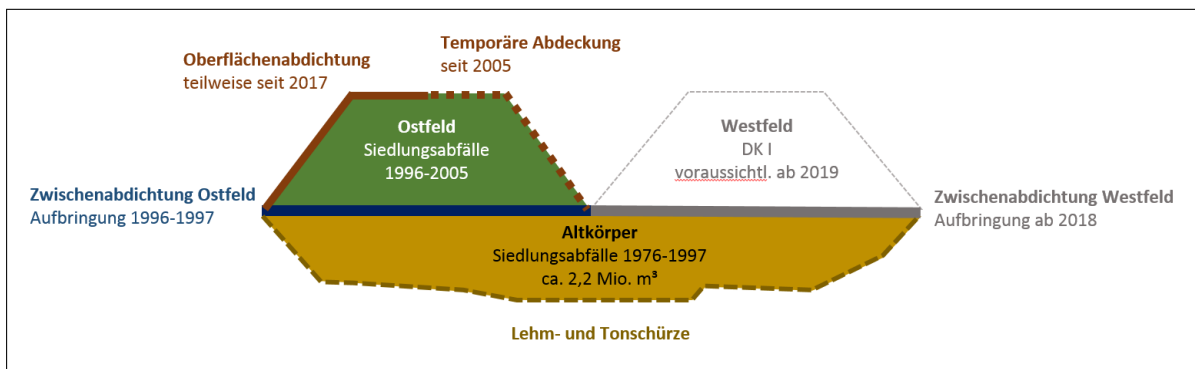 Temporäre Abdeckung
seit 2005
Oberflächenabdichtung
teilweise seit 2017
Ostfeld
Siedlungsabfälle
1996-2005
Westfeld
DK I
voraussichtl. ab 2019
Zwischenabdichtung Ostfeld
Aufbringung 1996-1997
Zwischenabdichtung Westfeld
Aufbringung ab 2018
Altkörper
Siedlungsabfälle 1976-1997
ca. 2,2 Mio. m³
Lehm- und Tonschürze